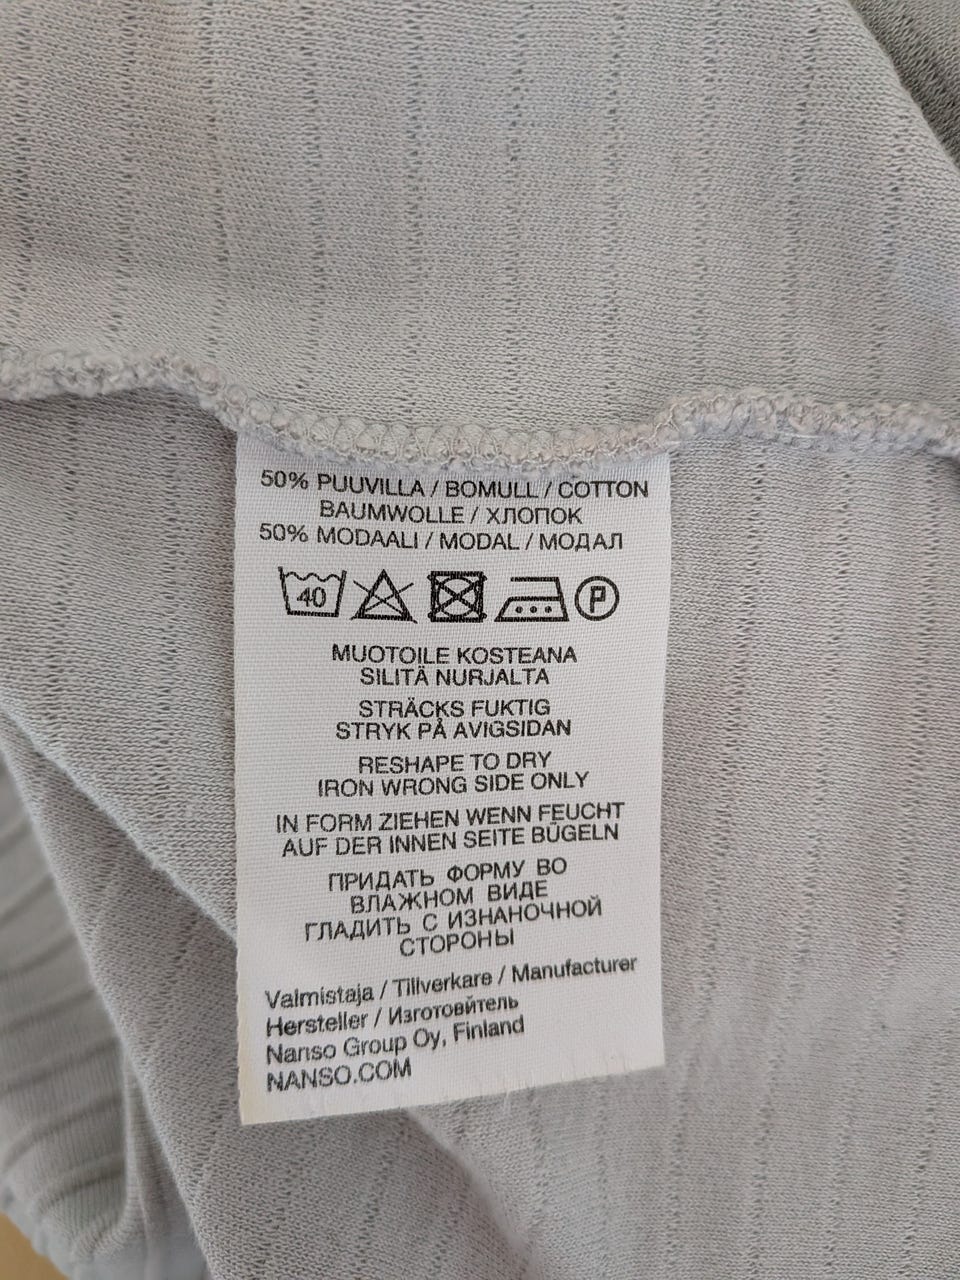 50% PUUVILLA / BOMULL / COTTON
BAUMWOLLE / ХЛОПОК
50% MODAALI / MODAL / МОДАЛ
40 P
MUOTOILE KOSTEANA
SILITÄ NURJALTA
STRÄCKS FUKTIG
STRYK PÅ AVIGSIDAN
RESHAPE TO DRY
IRON WRONG SIDE ONLY
IN FORM ZIEHEN WENN FEUCHT
AUF DER INNEN SEITE BÜGELN
ПРИДАТЬ ФОРМУ ВО
ВЛАЖНОМ ВИДЕ
ГЛАДИТЬ С ИЗНАНОЧНОЙ
СТОРОНЫ
Valmistaja / Tillverkare / Manufacturer
Hersteller / Изготовйтель
Nanso Group Oy, Finland
NANSO.COM